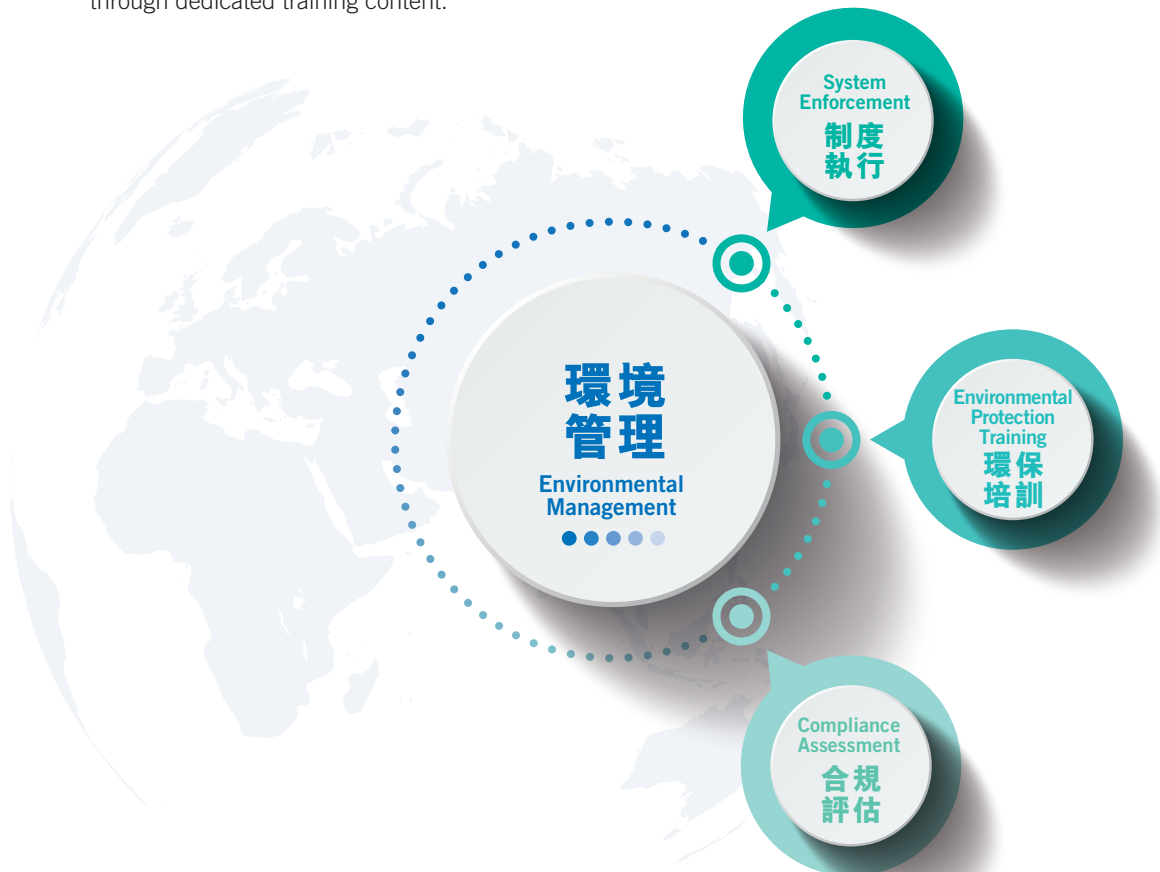 through dedicated training content.
System
Enforcement
制度
執行
環境
管理
Environmental
Management
Environmental
Protection
Training
環保
培訓
Compliance
Assessment
合規
評估